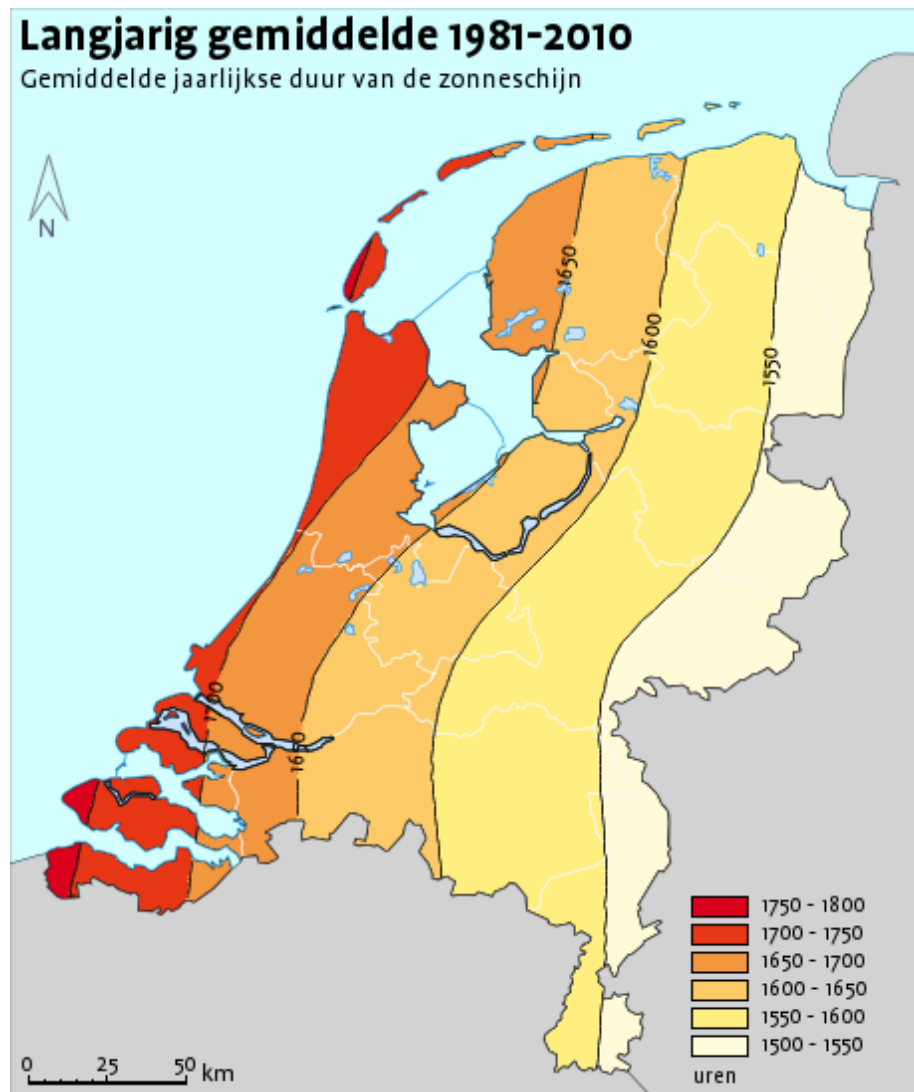 Langjarig gemiddelde 1981-2010
Gemiddelde jaarlijkse duur van de zonneschijn
N
1650
1600
1550
1700
1650
1750 - 1800
1700 - 1750
1650 - 1700
1600 - 1650
1550 - 1600
1500 - 1550
uren
0 25 50 km